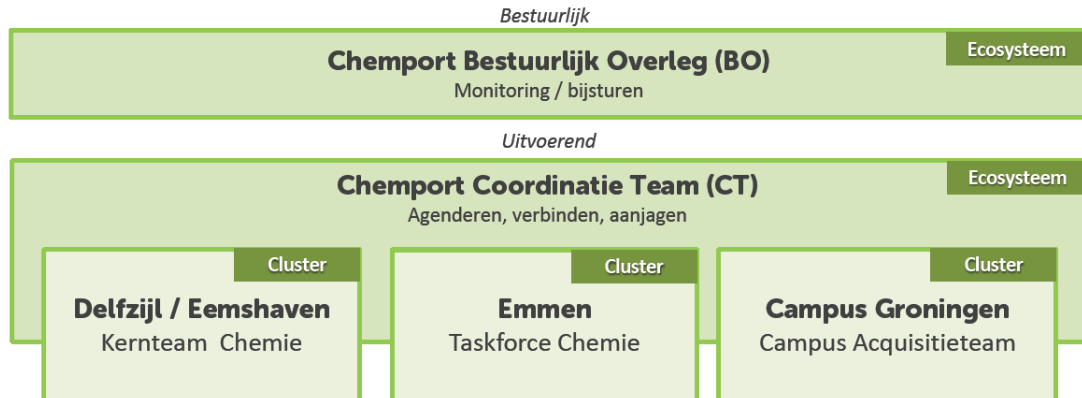 Bestuurlijk
Ecosysteem
Chemport Bestuurlijk Overleg (BO)
Monitoring / bijsturen
Uitvoerend
Ecosysteem
Chemport Coordinatie Team (CT)
Agenderen, verbinden, aanjagen
Cluster
Delfzijl / Eemshaven
Kernteam Chemie
Cluster
Emmen
Taskforce Chemie
Cluster
Campus Groningen
Campus Acquisitieteam